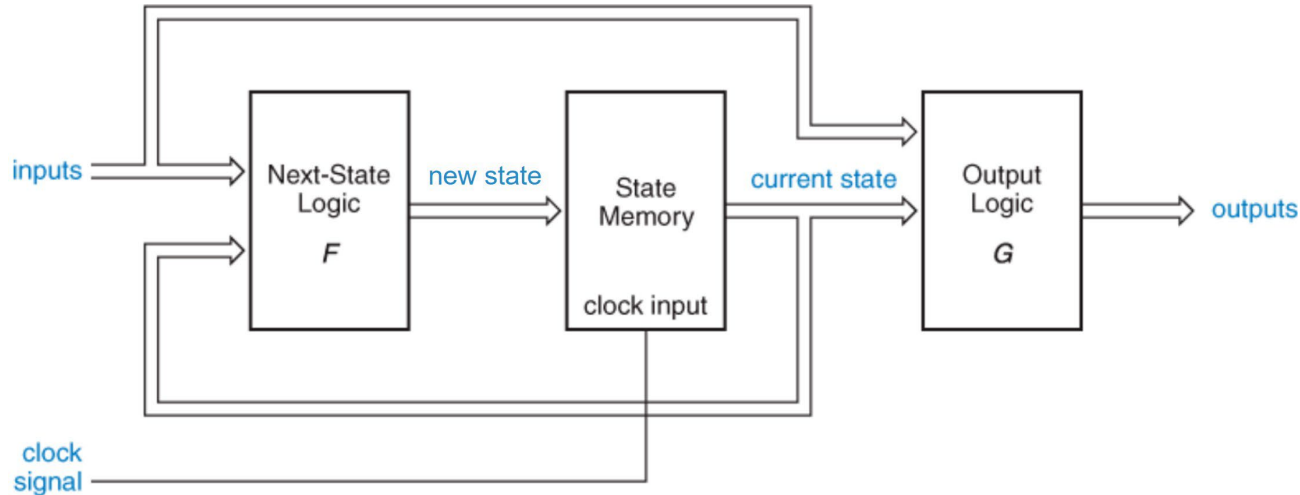 inputs
Next-State
Logic
F
new state
State
Memory
clock input
current state
Output
Logic
G
outputs
clock
signal